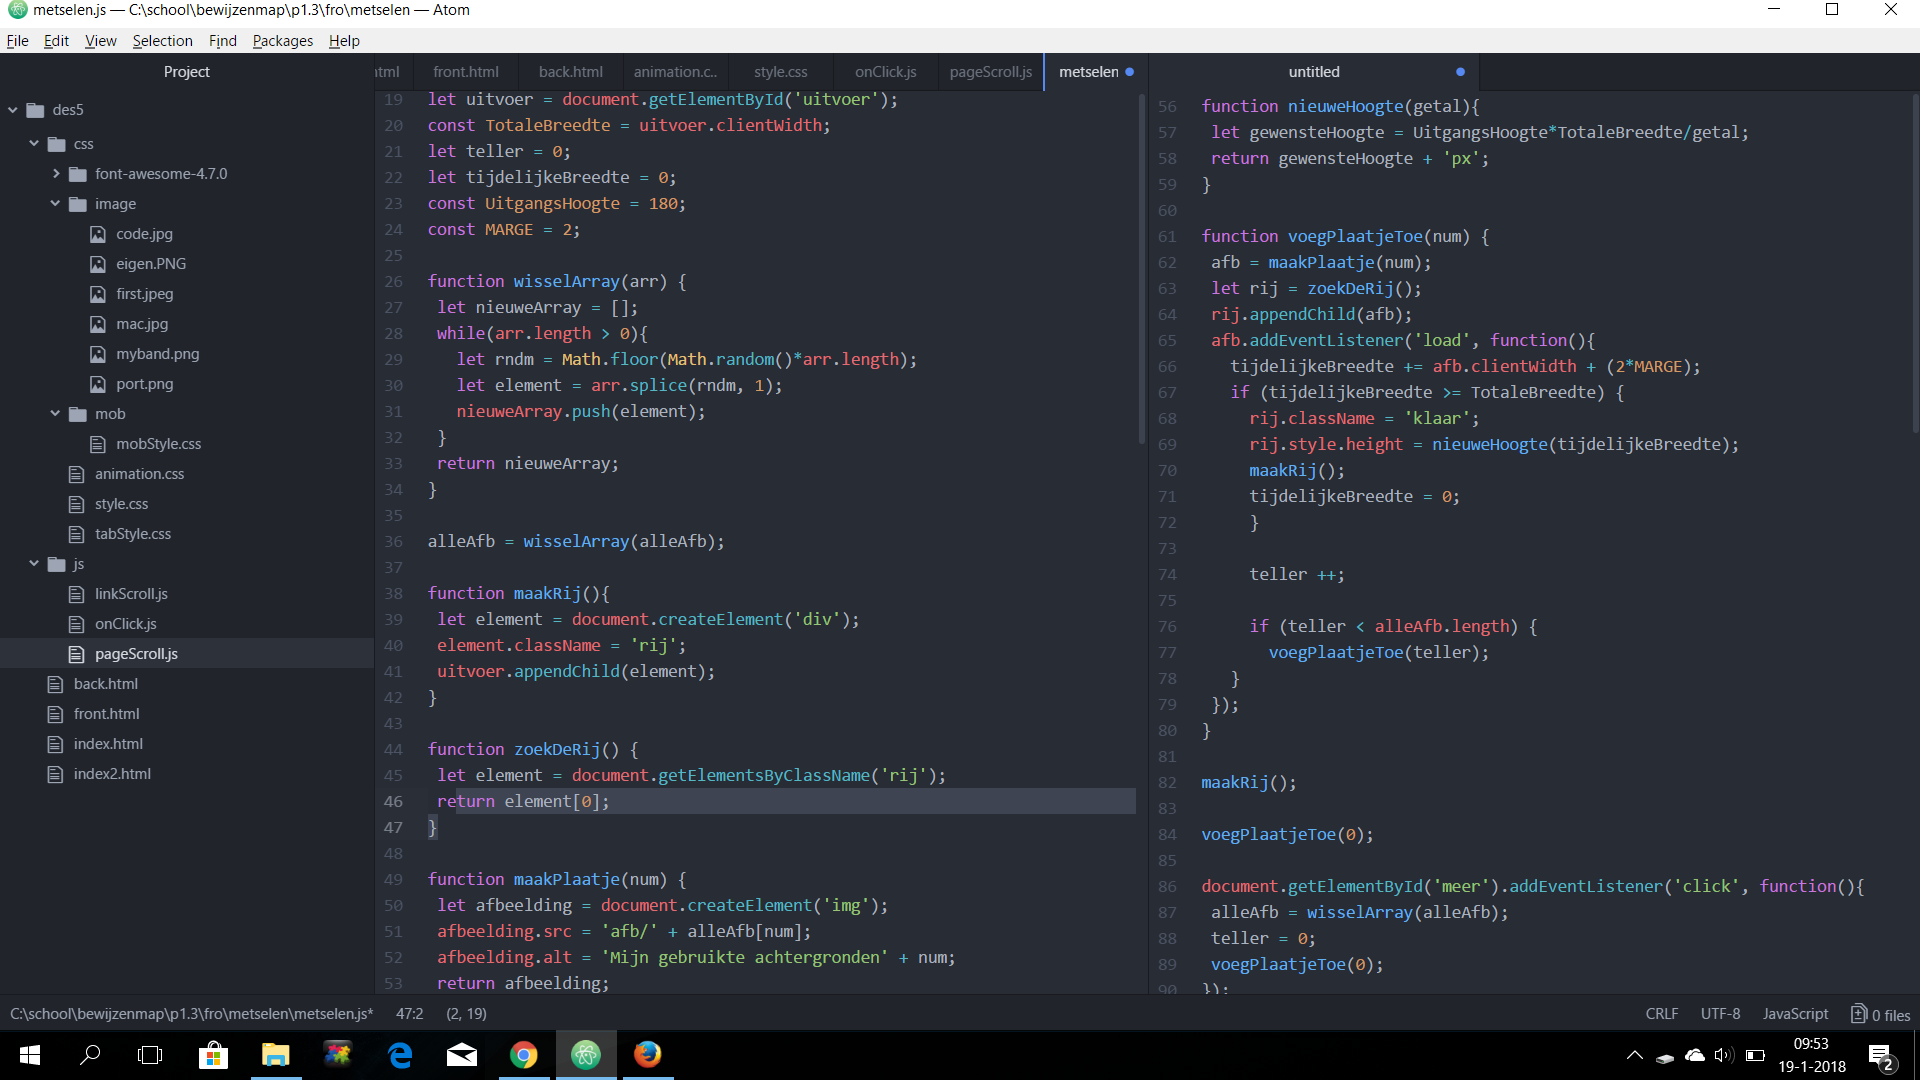 metselen.js — C:\school\bewijzenmap\p1.3\fro\metselen — Atom
File Edit View Selection Find Packages Help
Project
des5
css
font-awesome-4.7.0
image
code.jpg
eigen.PNG
first.jpeg
mac.jpg
myband.png
port.png
mob
mobStyle.css
animation.css
style.css
tabStyle.css
js
linkScroll.js
onClick.js
pageScroll.js
back.html
front.html
index.html
index2.html
html front.html back.html animation.c.. style.css onClick.js pageScroll.js metselen
19 let uitvoer = document.getElementById('uitvoer');
20 const TotaleBreedte = uitvoer.clientWidth;
21 let teller = 0;
22 let tijdelijkeBreedte = 0;
23 const UitgangsHoogte = 180;
24 const MARGE = 2;
25
26 function wisselArray(arr) {
27 let nieuweArray = [];
28 while(arr.length > 0){
29 let rndm = Math.floor(Math.random()*arr.length);
30 let element = arr.splice(rndm, 1);
31 nieuweArray.push(element);
32 }
33 return nieuweArray;
34 }
35
36 alleAfb = wisselArray(alleAfb);
37
38 function maakRij(){
39 let element = document.createElement('div');
40 element.className = 'rij';
41 uitvoer.appendChild(element);
42 }
43
44 function zoekDeRij() {
45 let element = document.getElementsByClassName('rij');
46 return element[0];
47 }
48
49 function maakPlaatje(num) {
50 let afbeelding = document.createElement('img');
51 afbeelding.src = 'afb/' + alleAfb[num];
52 afbeelding.alt = 'Mijn gebruikte achtergronden' + num;
53 return afbeelding;
untitled
56 function nieuweHoogte(getal){
57 let gewensteHoogte = UitgangsHoogte*TotaleBreedte/getal;
58 return gewensteHoogte + 'px';
59 }
60
61 function voegPlaatjeToe(num) {
62 afb = maakPlaatje(num);
63 let rij = zoekDeRij();
64 rij.appendChild(afb);
65 afb.addEventListener('load', function(){
66 tijdelijkeBreedte += afb.clientWidth + (2*MARGE);
67 if (tijdelijkeBreedte >= TotaleBreedte) {
68 rij.className = 'klaar';
69 rij.style.height = nieuweHoogte(tijdelijkeBreedte);
70 maakRij();
71 tijdelijkeBreedte = 0;
72 }
73
74 teller ++;
75
76 if (teller < alleAfb.length) {
77 voegPlaatjeToe(teller);
78 }
79 });
80 }
81
82 maakRij();
83
84 voegPlaatjeToe(0);
85
86 document.getElementById('meer').addEventListener('click', function(){
87 alleAfb = wisselArray(alleAfb);
88 teller = 0;
89 voegPlaatjeToe(0);
90 });
C:\school\bewijzenmap\p1.3\fro\metselen\metselen.js* 47:2 (2, 19) CRLF UTF-8 JavaScript 0 files
09:53
19-1-2018
2